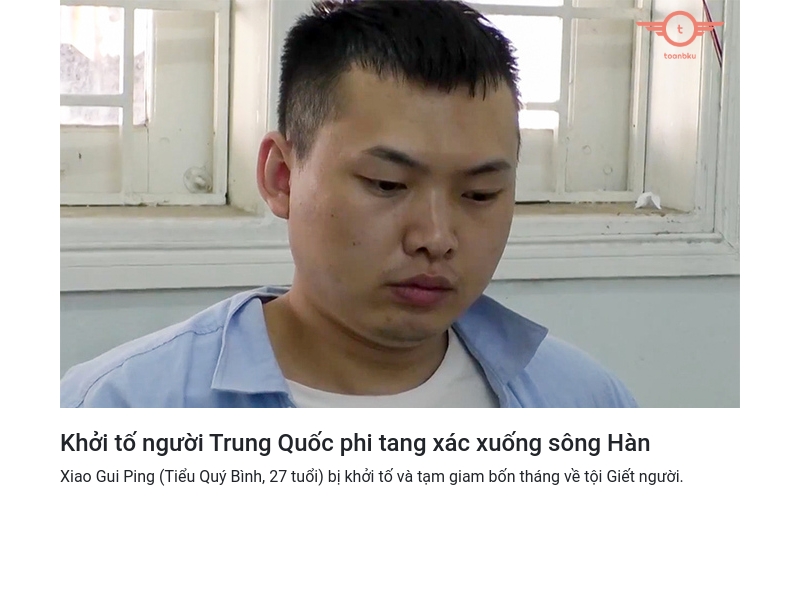 t
toanbku
Khởi tố người Trung Quốc phi tang xác xuống sông Hàn
Xiao Gui Ping (Tiểu Quý Bình, 27 tuổi) bị khởi tố và tạm giam bốn tháng về tội Giết người.